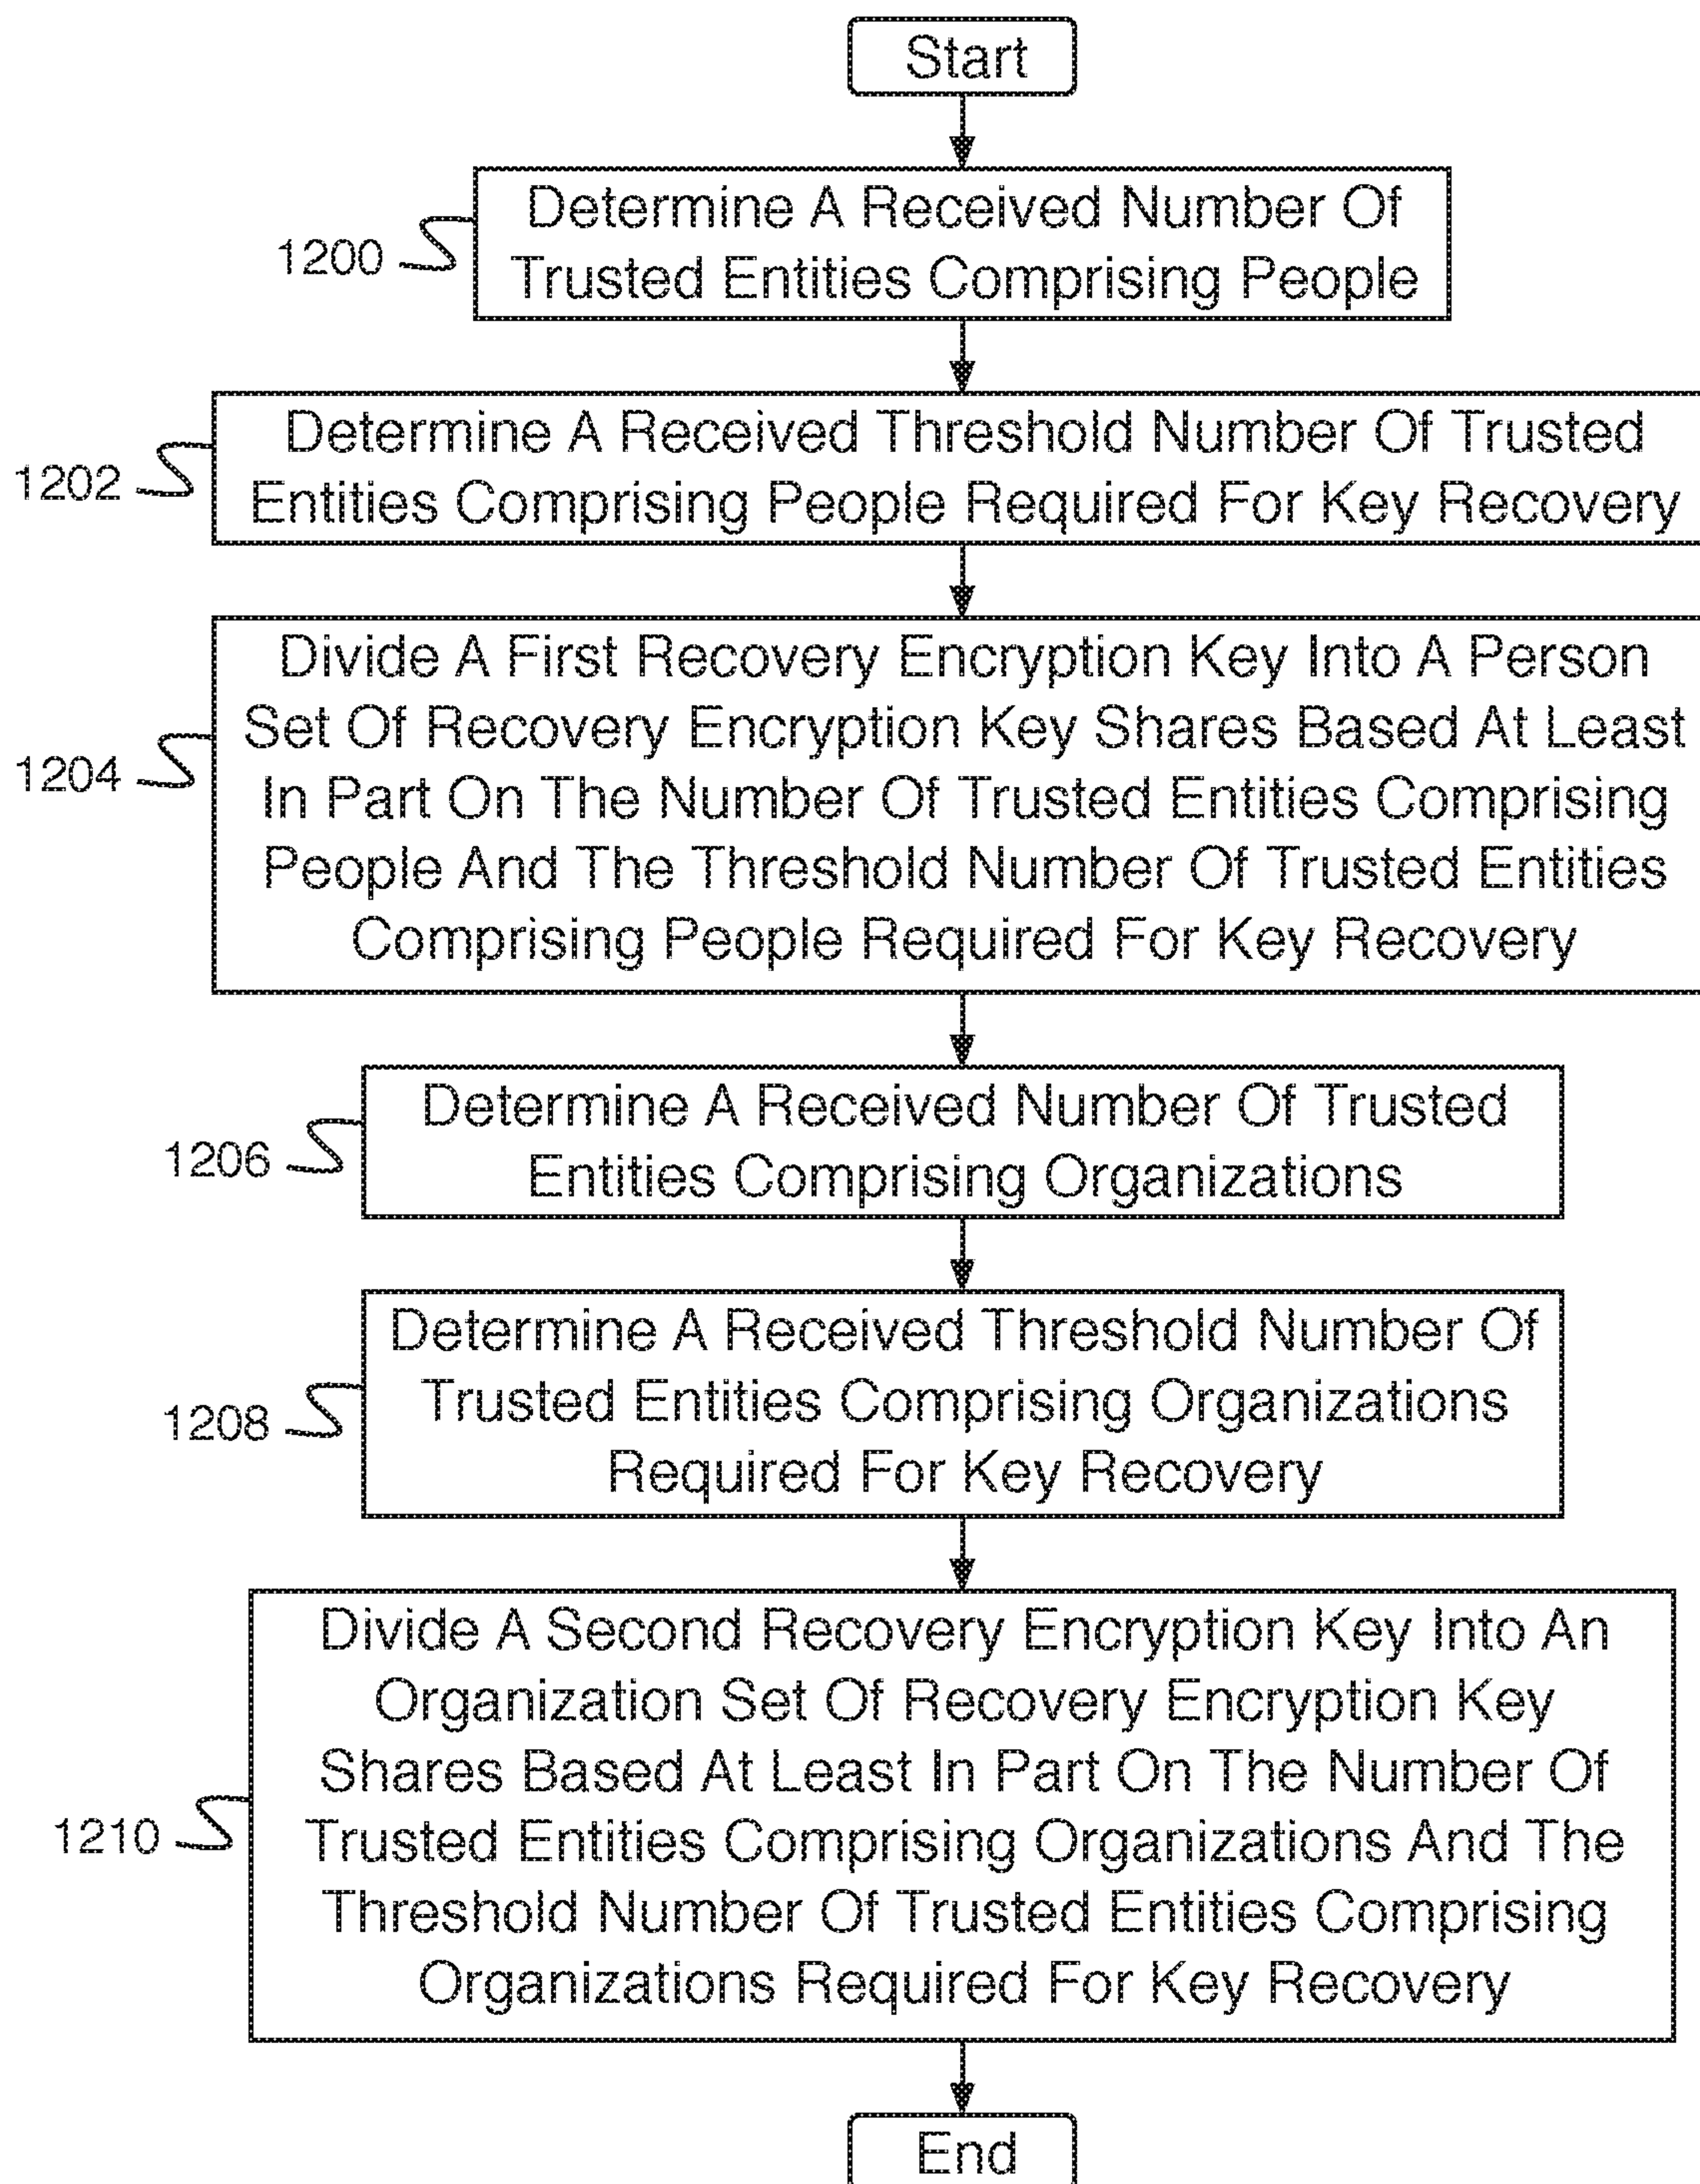 Start
1200
Determine A Received Number Of
Trusted Entities Comprising People
1202
Determine A Received Threshold Number Of Trusted
Entities Comprising People Required For Key Recovery
1204
Divide A First Recovery Encryption Key Into A Person
Set Of Recovery Encryption Key Shares Based At Least
In Part On The Number Of Trusted Entities Comprising
People And The Threshold Number Of Trusted Entities
Comprising People Required For Key Recovery
1206
Determine A Received Number Of Trusted
Entities Comprising Organizations
1208
Determine A Received Threshold Number Of
Trusted Entities Comprising Organizations
Required For Key Recovery
1210
Divide A Second Recovery Encryption Key Into An
Organization Set Of Recovery Encryption Key
Shares Based At Least In Part On The Number Of
Trusted Entities Comprising Organizations And The
Threshold Number Of Trusted Entities Comprising
Organizations Required For Key Recovery
End